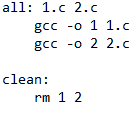 all: 1.c 2.c
    gcc -o 1 1.c
    gcc -o 2 2.c

clean:
    rm 1 2